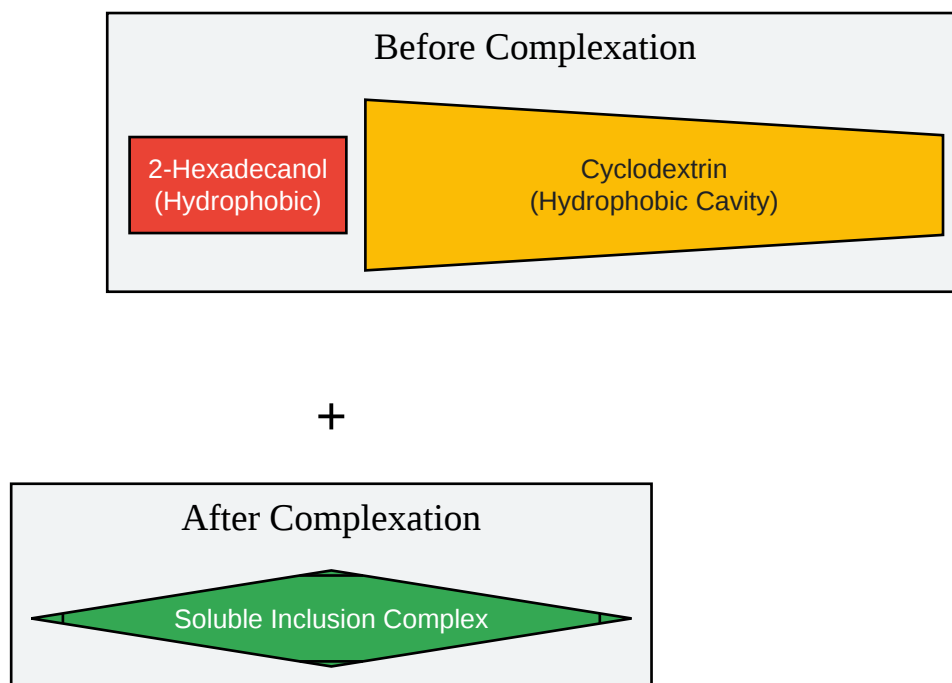 Before Complexation
2-Hexadecanol
(Hydrophobic)
Cyclodextrin
(Hydrophobic Cavity)
+
After Complexation
Soluble Inclusion Complex